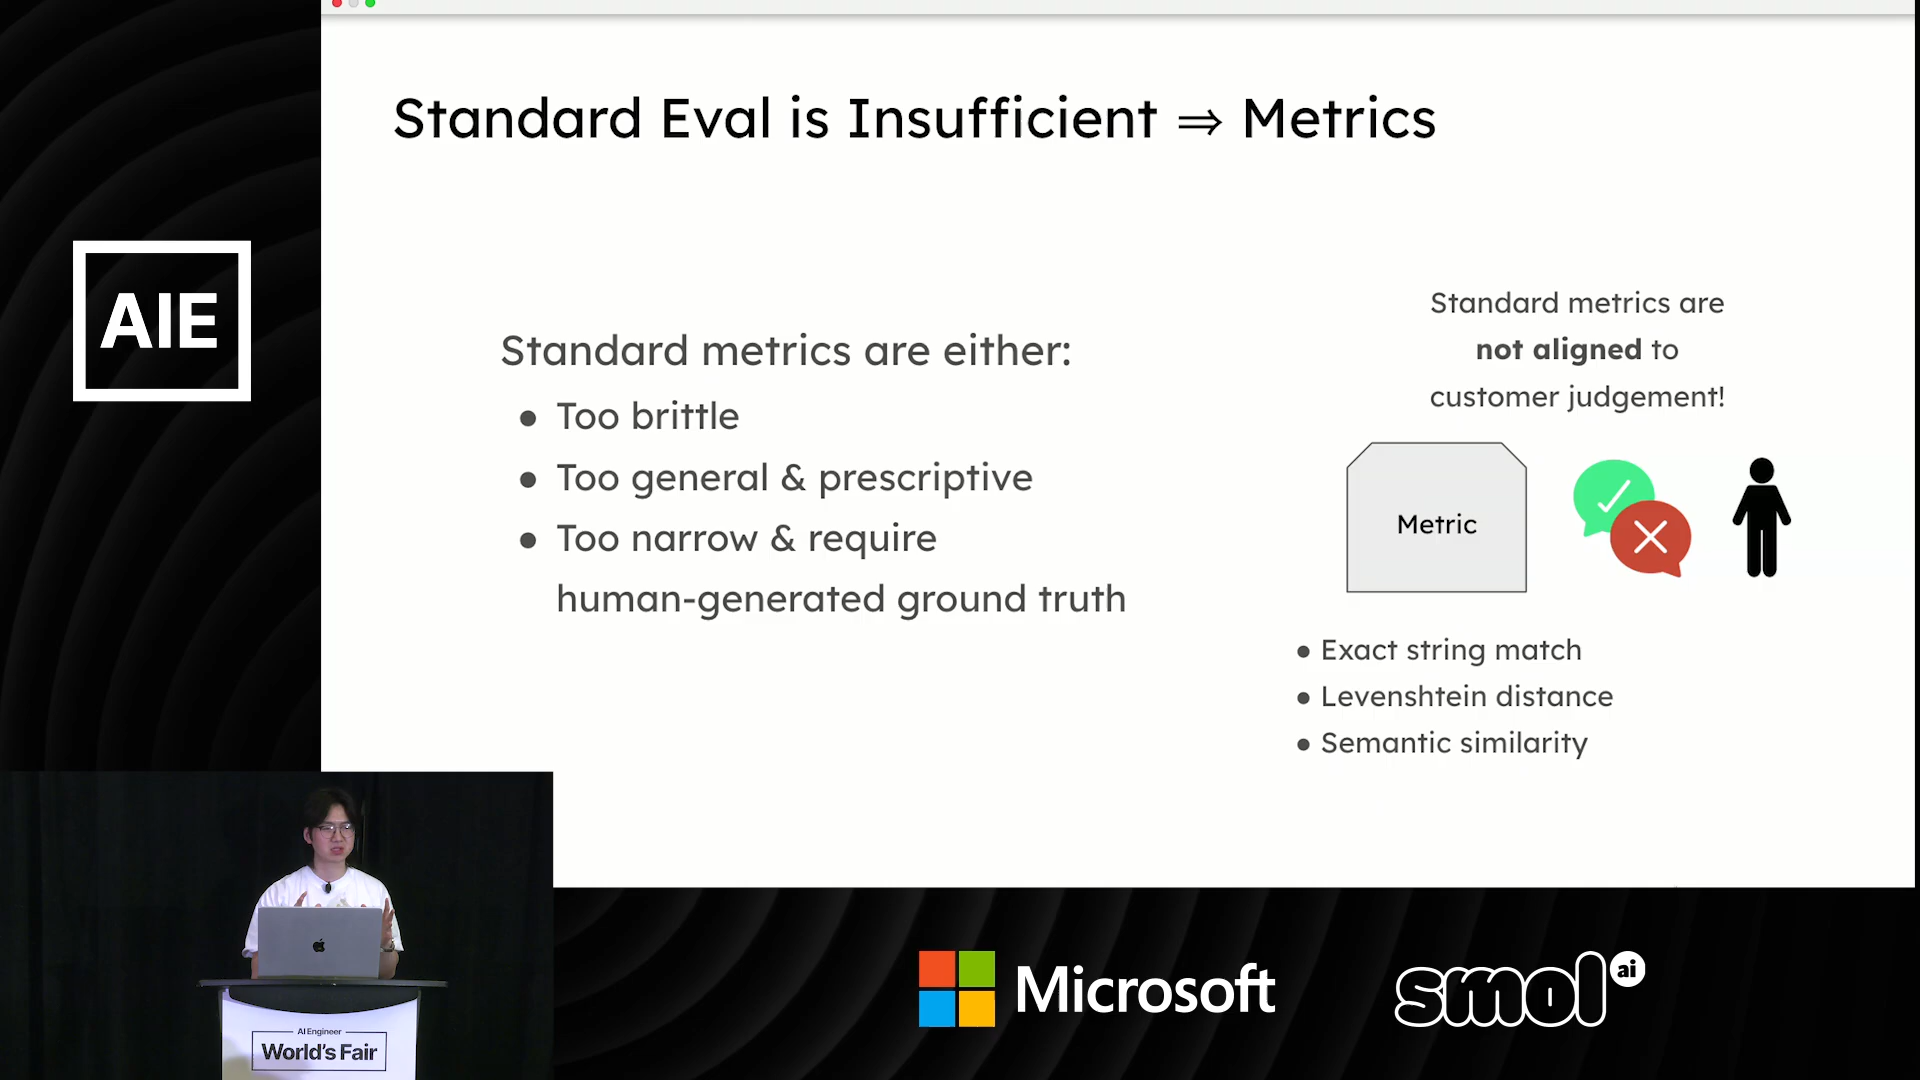 Standard Eval is Insufficient ⇒ Metrics
AIE
Standard metrics are either:
● Too brittle
● Too general & prescriptive
● Too narrow & require
human-generated ground truth
Standard metrics are
not aligned to
customer judgement!
Metric
● Exact string match
● Levenshtein distance
● Semantic similarity
AI Engineer
World's Fair
Microsoft
smol ai